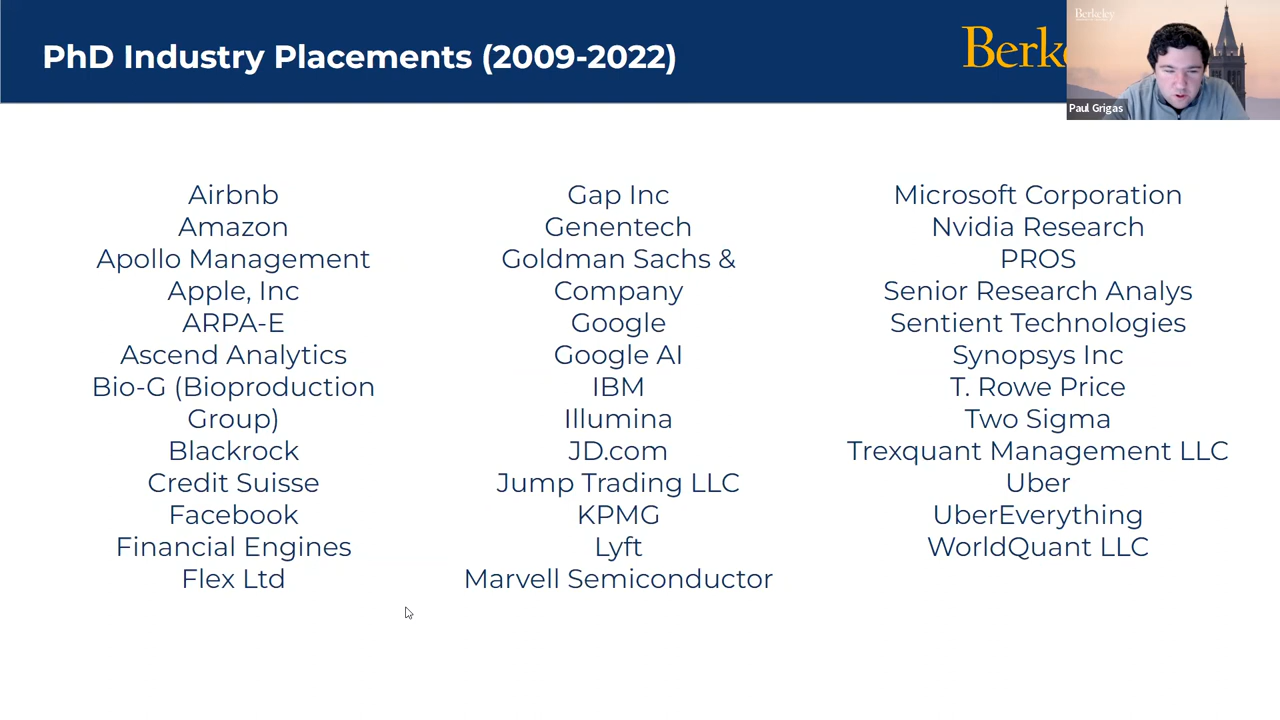 PhD Industry Placements (2009-2022)
Berke
Berkeley
Paul Grigas
Airbnb
Amazon
Apollo Management
Apple, Inc
ARPA-E
Ascend Analytics
Bio-G (Bioproduction
Group)
Blackrock
Credit Suisse
Facebook
Financial Engines
Flex Ltd
Gap Inc
Genentech
Goldman Sachs &
Company
Google
Google AI
IBM
Illumina
JD.com
Jump Trading LLC
KPMG
Lyft
Marvell Semiconductor
Microsoft Corporation
Nvidia Research
PROS
Senior Research Analys
Sentient Technologies
Synopsys Inc
T. Rowe Price
Two Sigma
Trexquant Management LLC
Uber
UberEverything
WorldQuant LLC